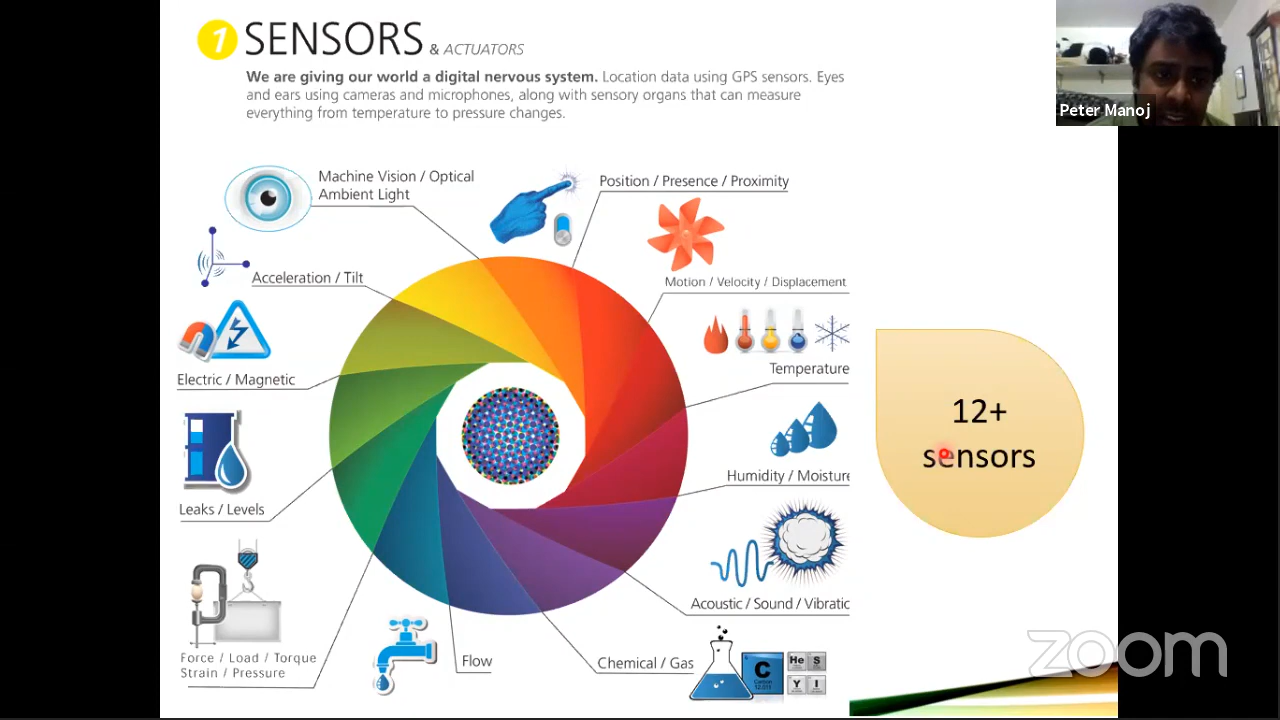 1 SENSORS & ACTUATORS
We are giving our world a digital nervous system. Location data using GPS sensors. Eyes
and ears using cameras and microphones, along with sensory organs that can measure
everything from temperature to pressure changes.
Peter Manoj
Machine Vision / Optical
Ambient Light
Position / Presence / Proximity
Acceleration / Tilt
Motion / Velocity / Displacement
Electric / Magnetic
Temperature
12+
sensors
Humidity / Moisture
Leaks / Levels
Acoustic / Sound / Vibratic
Force / Load / Torque
Strain / Pressure
Flow
Chemical / Gas
C
Carbon
12.011
He S
Y I
zoom